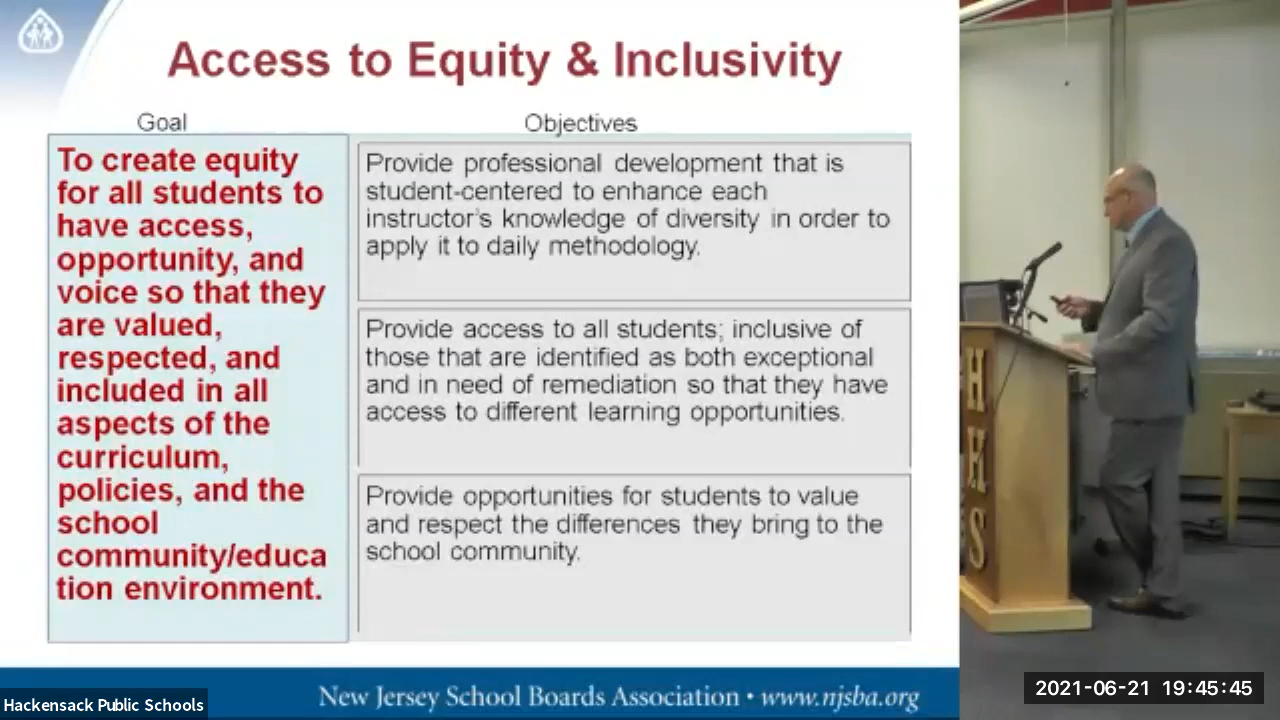 Access to Equity & Inclusivity
Goal
Objectives
To create equity
for all students to
have access,
opportunity, and
voice so that they
are valued,
respected, and
included in all
aspects of the
curriculum,
policies, and the
school
community/educa
tion environment.
Provide professional development that is
student-centered to enhance each
instructor's knowledge of diversity in order to
apply it to daily methodology.
Provide access to all students; inclusive of
those that are identified as both exceptional
and in need of remediation so that they have
access to different learning opportunities.
Provide opportunities for students to value
and respect the differences they bring to the
school community.
New Jersey School Boards Association • www.njsba.org
Hackensack Public Schools
2021-06-21 19:45:45